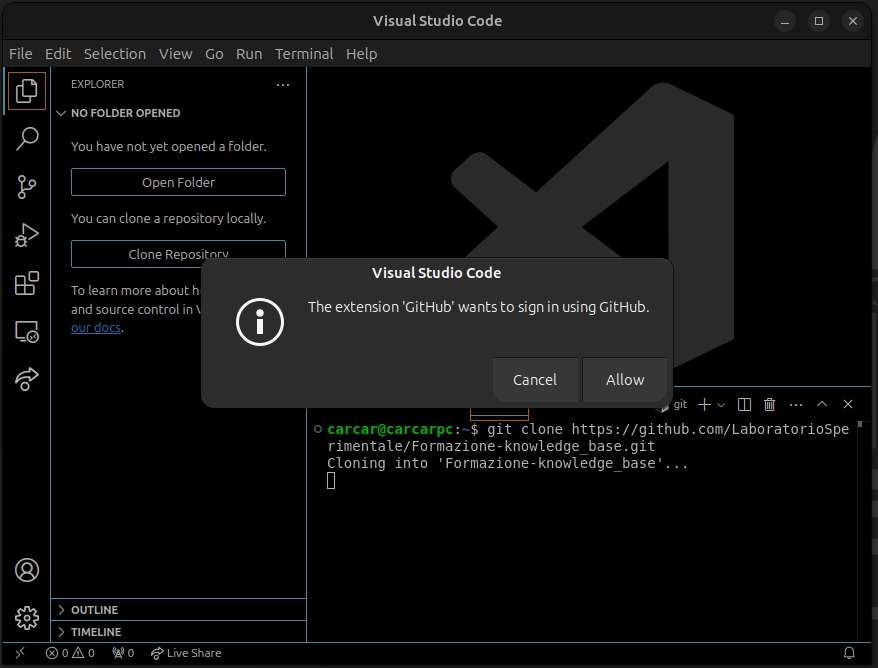 Visual Studio Code
File Edit Selection View Go Run Terminal Help
EXPLORER
NO FOLDER OPENED
You have not yet opened a folder.
Open Folder
You can clone a repository locally.
Clone Repository
To learn more about
and source control in
our docs.
Visual Studio Code
The extension 'GitHub' wants to sign in using GitHub.
Cancel Allow
git
carcar@carcarpc:~$ git clone https://github.com/LaboratorioSpe
rimentale/Formazione-knowledge_base.git
Cloning into 'Formazione-knowledge_base'...
OUTLINE
TIMELINE
0 0 0 Live Share